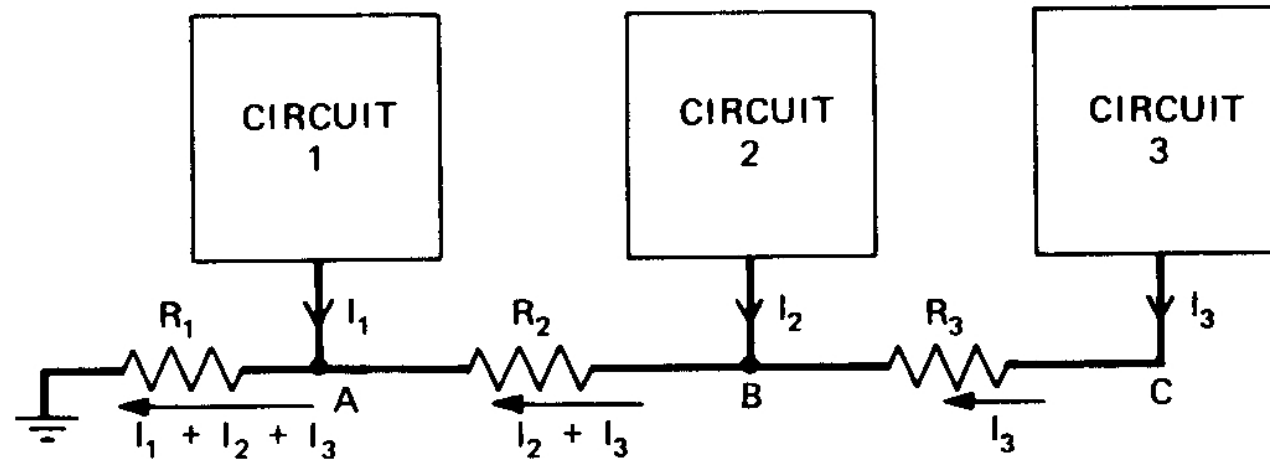 CIRCUIT
1
CIRCUIT
2
CIRCUIT
3
R₁
I₁
R₂
I₂
R₃
I₃
A
B
C
I₁ + I₂ + I₃
I₂ + I₃
I₃